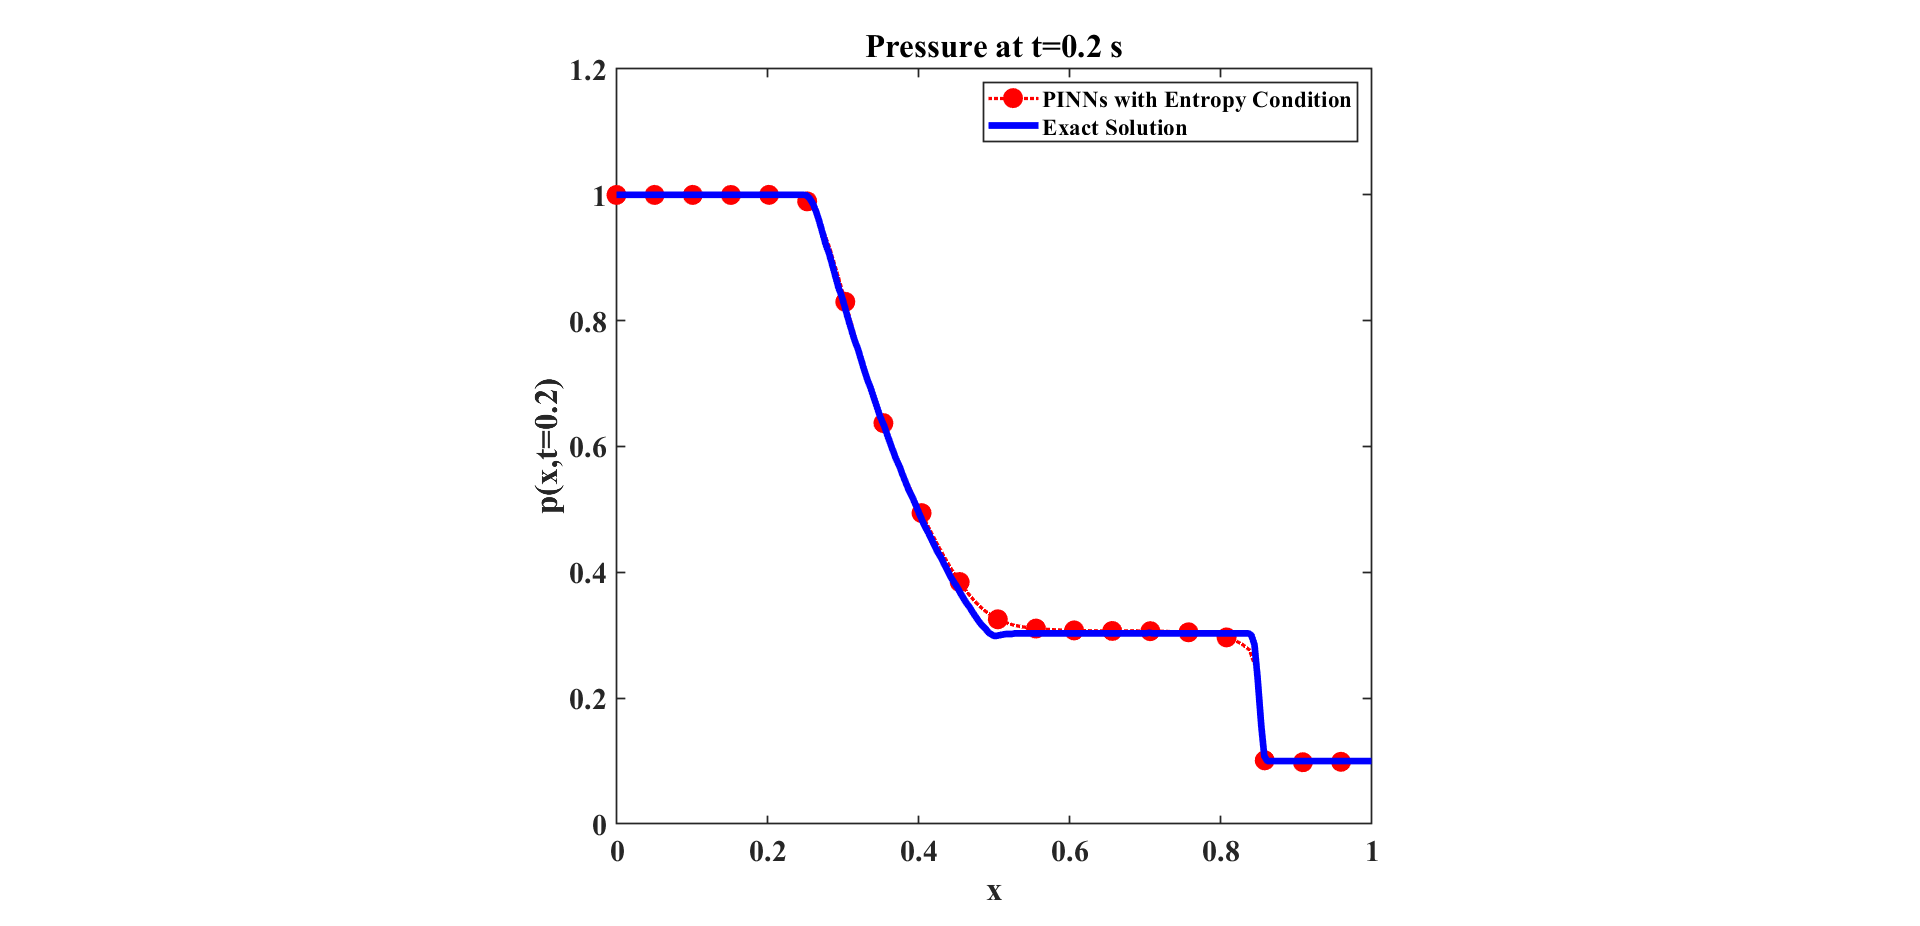 Pressure at t=0.2 s
PINNs with Entropy Condition
Exact Solution
1.2
1
0.8
0.6
0.4
0.2
0
p(x,t=0.2)
0 0.2 0.4 0.6 0.8 1
x